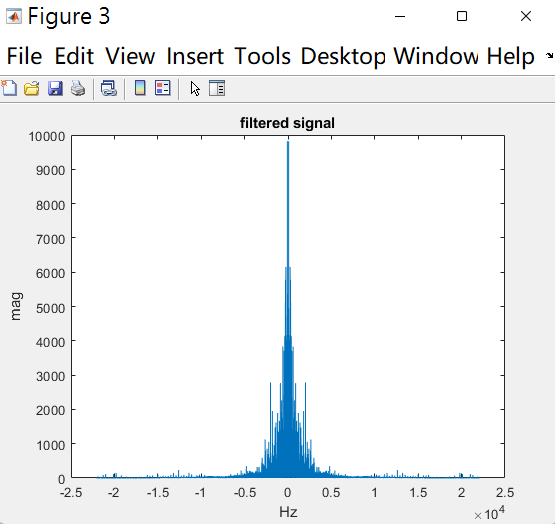 Figure 3
File Edit View Insert Tools Desktop Window Help
filtered signal
10000
9000
8000
7000
6000
5000
4000
3000
2000
1000
0
mag
-2.5 -2 -1.5 -1 -0.5 0 0.5 1 1.5 2 2.5
Hz
×10^4